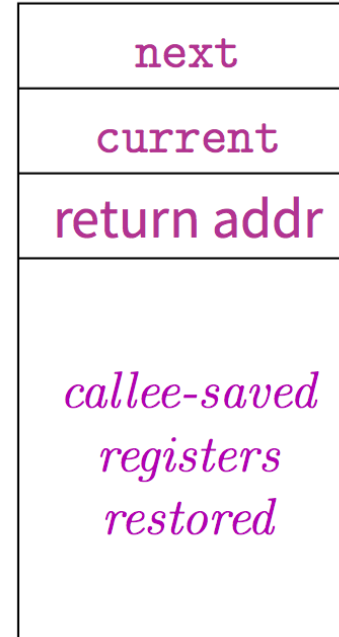 next
current
return addr
callee-saved
registers
restored